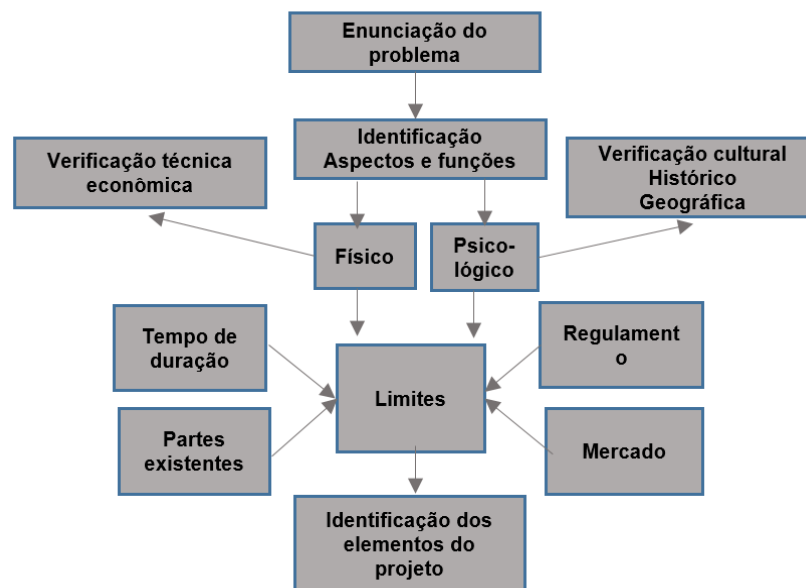 Enunciação do
problema
Identificação
Aspectos e funções
Verificação técnica
econômica
Verificação cultural
Histórico
Geográfica
Físico
Psico-
lógico
Tempo de
duração
Regulament
o
Limites
Partes
existentes
Mercado
Identificação dos
elementos do
projeto